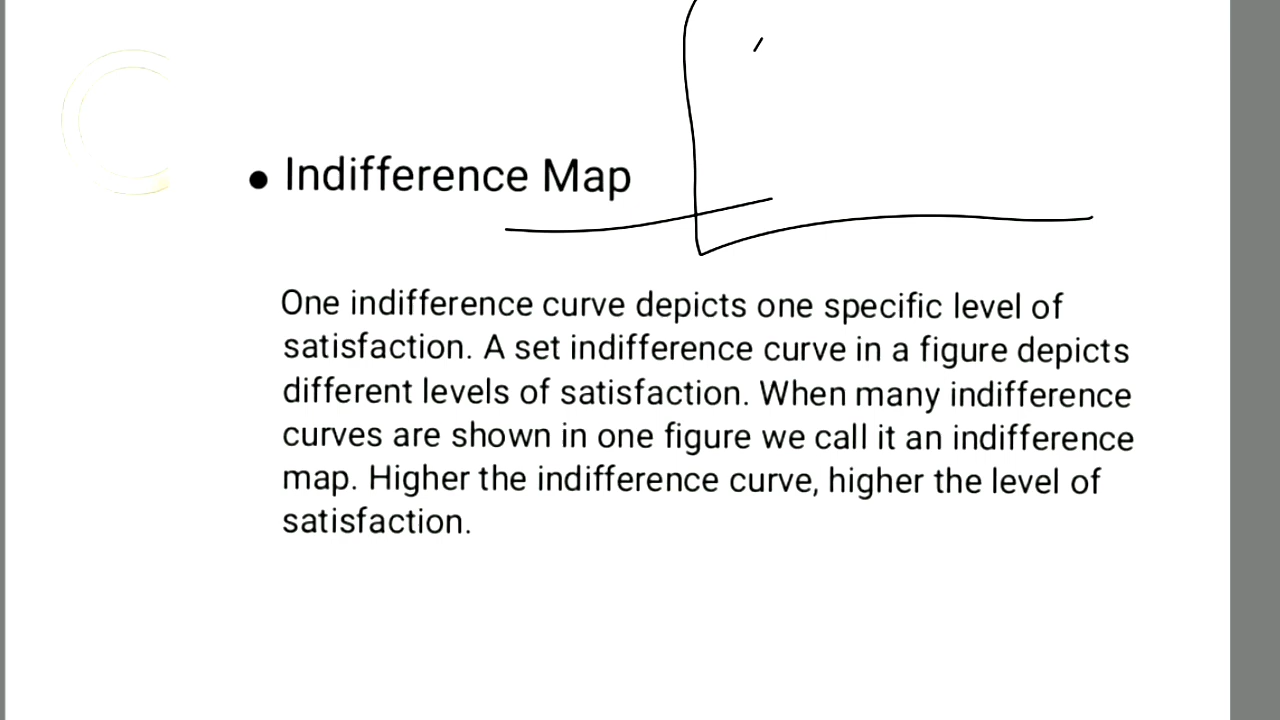 • Indifference Map
One indifference curve depicts one specific level of
satisfaction. A set indifference curve in a figure depicts
different levels of satisfaction. When many indifference
curves are shown in one figure we call it an indifference
map. Higher the indifference curve, higher the level of
satisfaction.